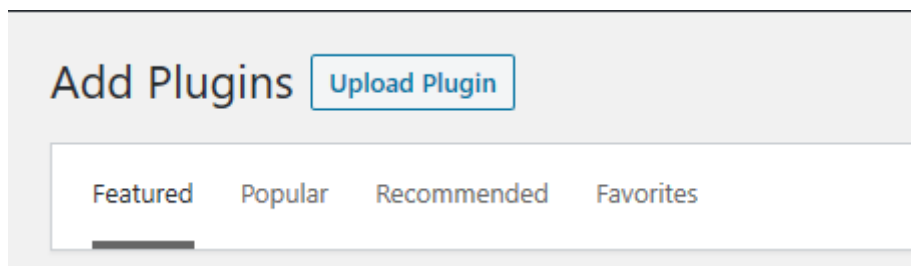 Add Plugins Upload Plugin
Featured Popular Recommended Favorites